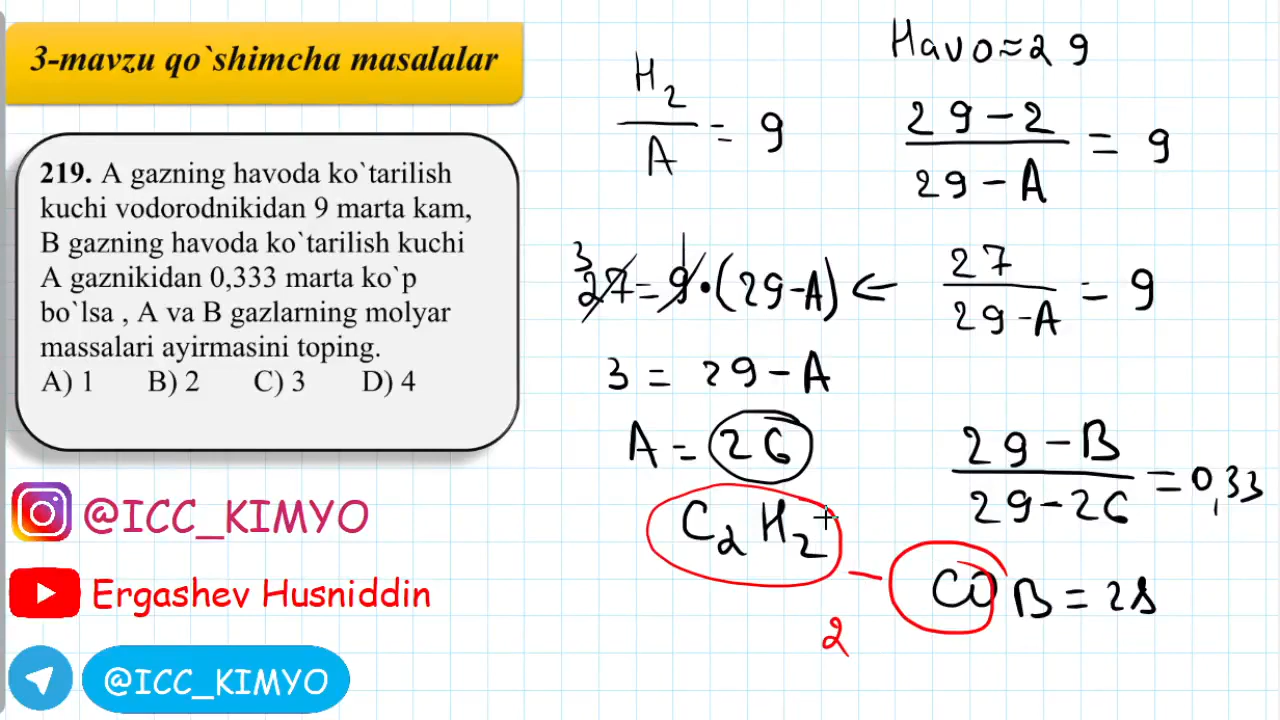 3-mavzu qo`shimcha masalalar
219. A gazning havoda ko`tarilish
kuchi vodorodnikidan 9 marta kam,
B gazning havoda ko`tarilish kuchi
A gaznikidan 0,333 marta ko`p
bo`lsa , A va B gazlarning molyar
massalari ayirmasini toping.
A) 1 B) 2 C) 3 D) 4
@ICC_KIMYO
Ergashev Husniddin
@ICC_KIMYO
H2/A = 9
Havo≈29
(29-2)/(29-A) = 9
27/(29-A) = 9
3 1
27=9·(29-A) ←
3 = 29-A
A = 26
(29-B)/(29-26) = 0,33
C2H2 - CO B = 28
2